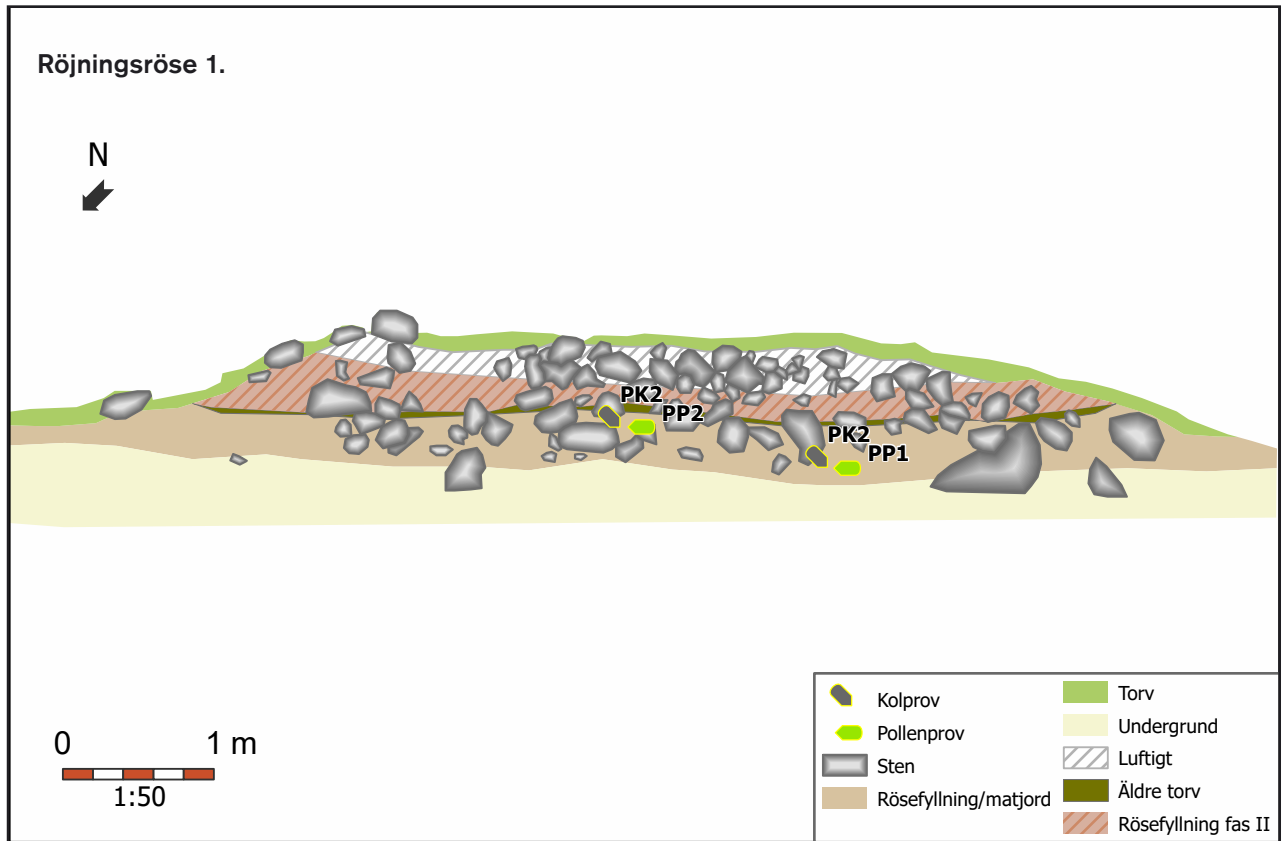 Röjningsröse 1.
N
PK2
PP2
PK2
PP1
0 1 m
1:50
Kolprov
Pollenprov
Sten
Rösefyllning/matjord
Torv
Undergrund
Luftigt
Äldre torv
Rösefyllning fas II